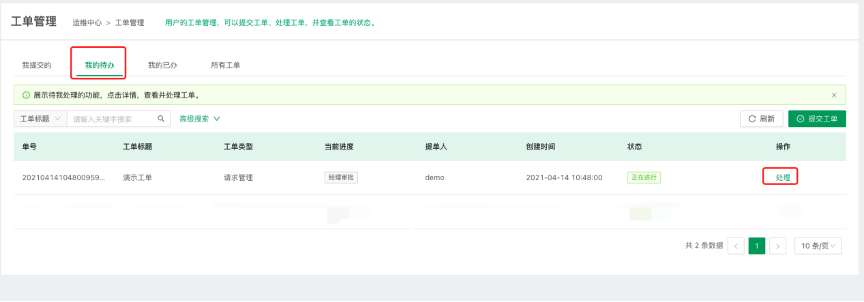 工单管理 运维中心 > 工单管理 用户的工单管理，可以提交工单、处理工单，并查看工单的状态。
我提交的 我的待办 我的已办 所有工单
展示待我处理的功能，点击详情，查看并处理工单。
工单标题 请输入关键字搜索 高级搜索 刷新 提交工单
单号 工单标题 工单类型 当前进度 提单人 创建时间 状态 操作
20210414104800959... 演示工单 请求管理 经理审批 demo 2021-04-14 10:48:00 正在进行 处理
共 2 条数据 < 1 > 10 条/页